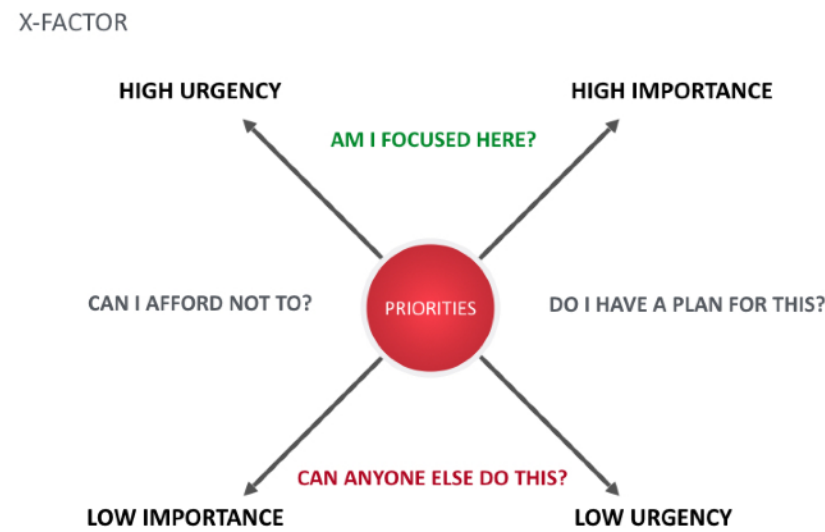 X-FACTOR
HIGH URGENCY
HIGH IMPORTANCE
AM I FOCUSED HERE?
CAN I AFFORD NOT TO?
PRIORITIES
DO I HAVE A PLAN FOR THIS?
CAN ANYONE ELSE DO THIS?
LOW IMPORTANCE
LOW URGENCY